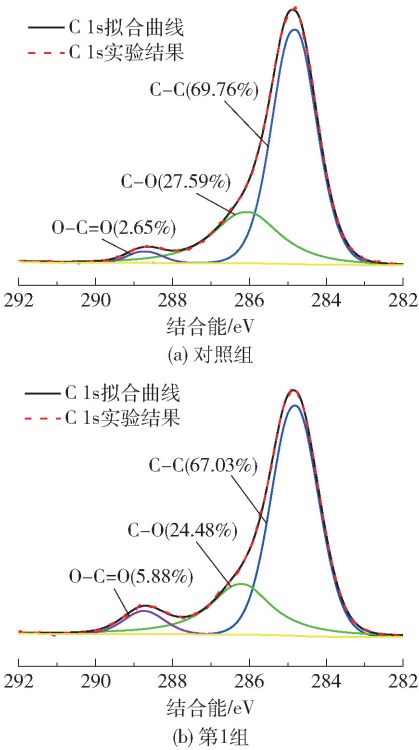 C 1s拟合曲线
C 1s实验结果
C-C(69.76%)
C-O(27.59%)
O-C=O(2.65%)
292 290 288 286 284 282
结合能/eV
(a) 对照组
C 1s拟合曲线
C 1s实验结果
C-C(67.03%)
C-O(24.48%)
O-C=O(5.88%)
292 290 288 286 284 282
结合能/eV
(b) 第1组